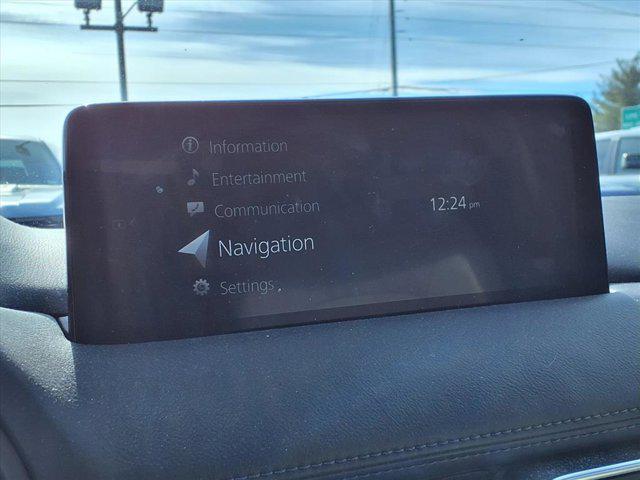 Information
Entertainment
Communication
12:24 pm
Navigation
Settings